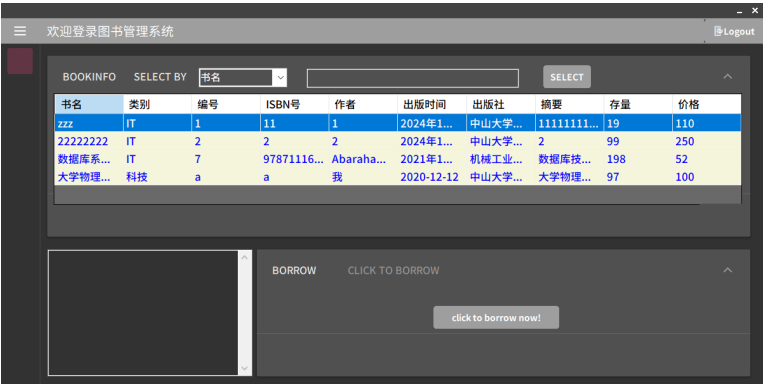 欢迎登录图书管理系统 Logout
BOOKINFO SELECT BY 书名 SELECT
书名 类别 编号 ISBN号 作者 出版时间 出版社 摘要 存量 价格
zzz IT 1 11 1 2024年1... 中山大学... 11111111... 19 110
22222222 IT 2 2 2 2024年1... 中山大学... 2 99 250
数据库系... IT 7 97871116... Abaraha... 2021年1... 机械工业... 数据库技... 198 52
大学物理... 科技 a a 我 2020-12-12 中山大学... 大学物理... 97 100
BORROW CLICK TO BORROW
click to borrow now!